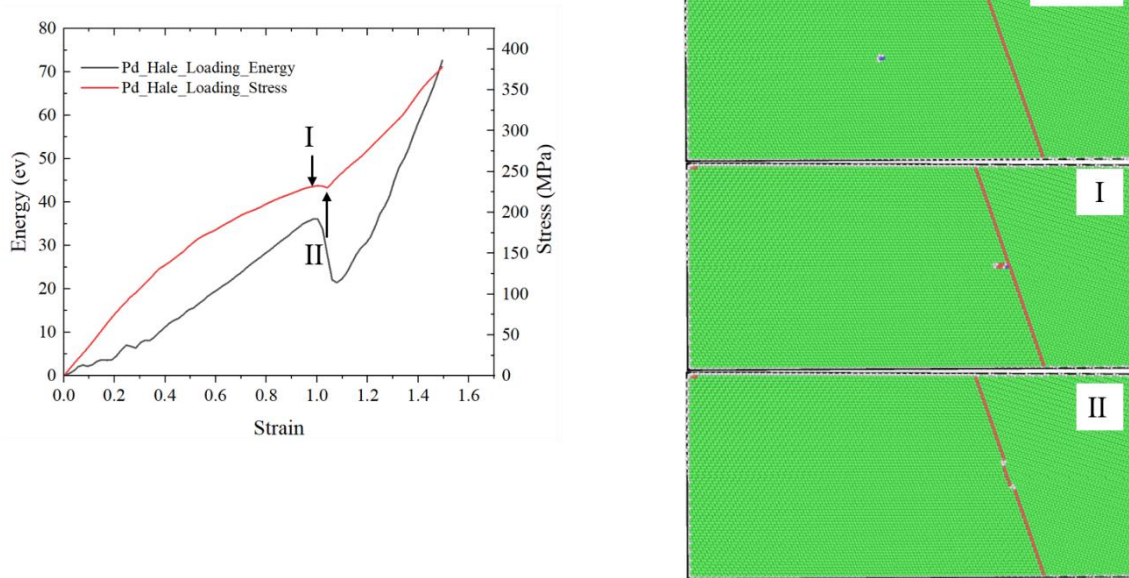 Pd_Hale_Loading_Energy
Pd_Hale_Loading_Stress
I
II
Energy (ev)
80
70
60
50
40
30
20
10
0
Stress (MPa)
400
350
300
250
200
150
100
50
0
0.0 0.2 0.4 0.6 0.8 1.0 1.2 1.4 1.6
Strain
I
II